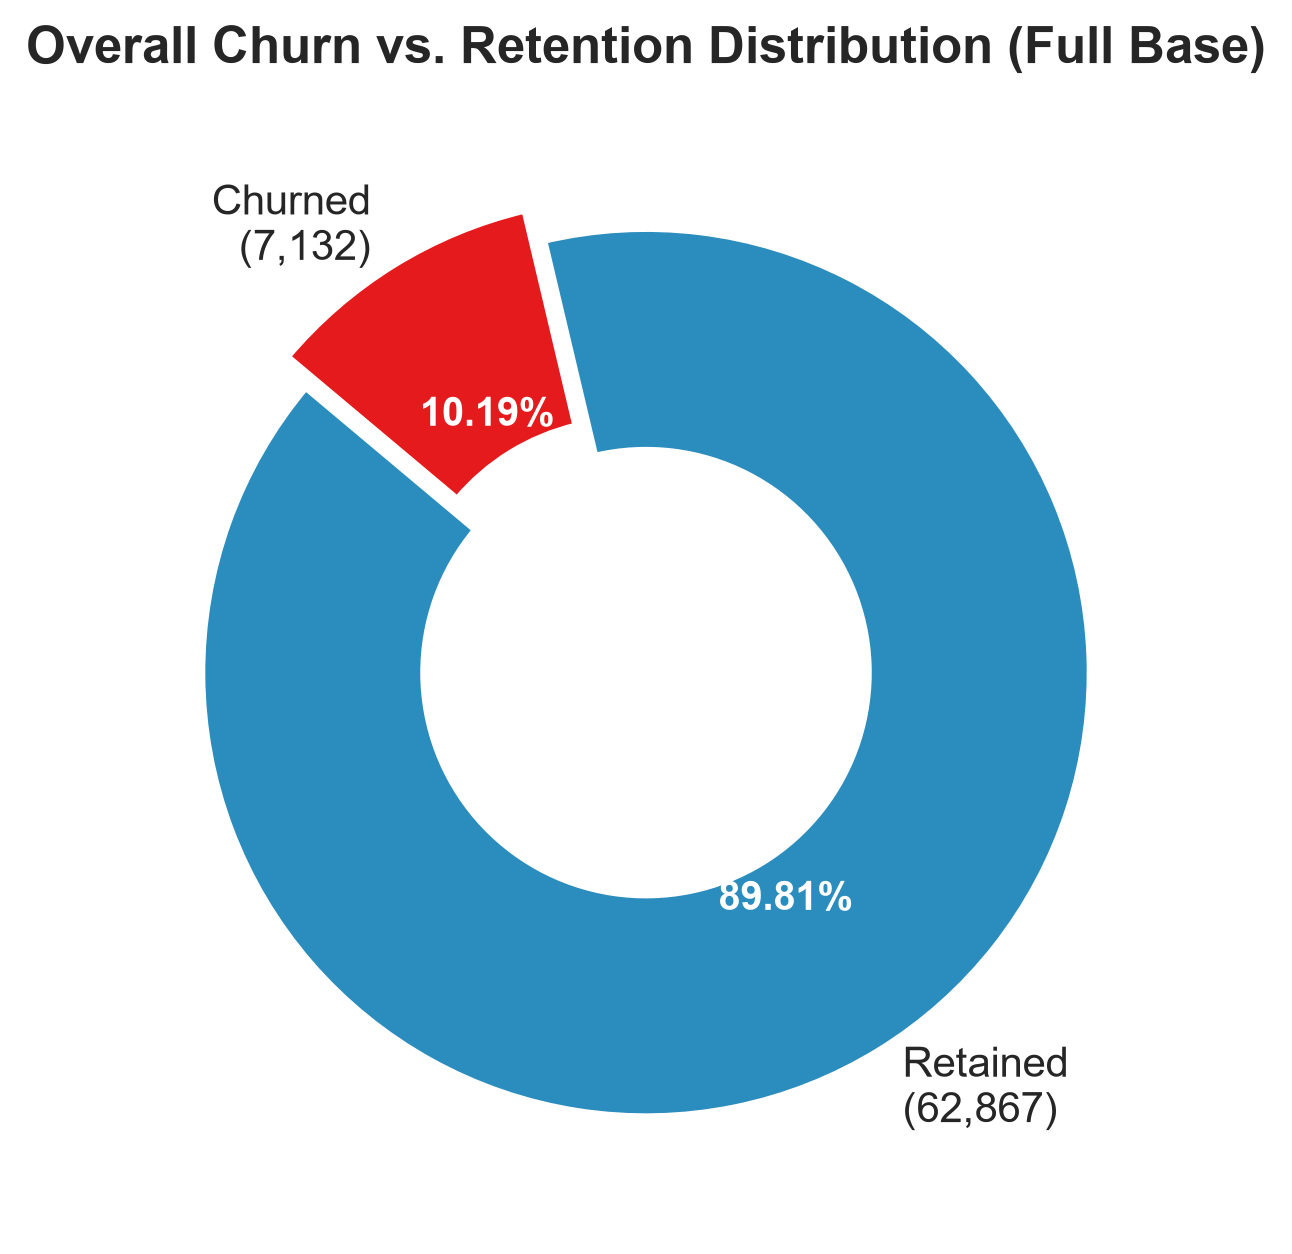 Overall Churn vs. Retention Distribution (Full Base)
Churned
(7,132)
10.19%
89.81%
Retained
(62,867)